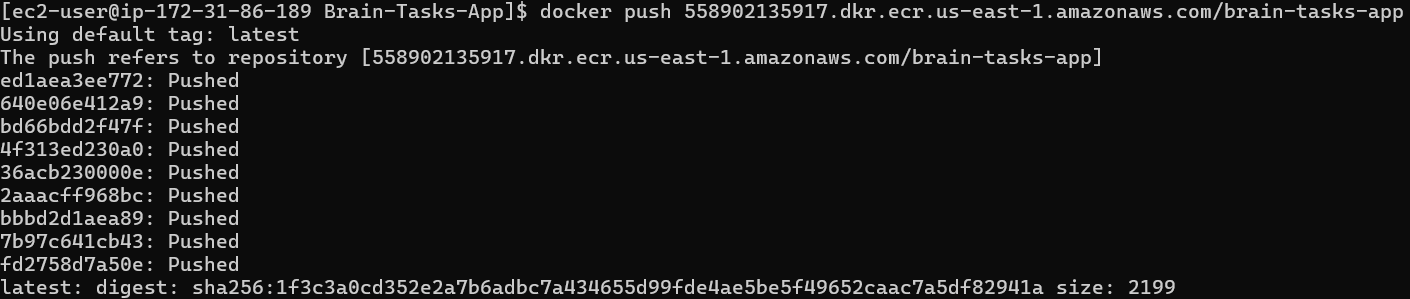 [ec2-user@ip-172-31-86-189 Brain-Tasks-App]$ docker push 558902135917.dkr.ecr.us-east-1.amazonaws.com/brain-tasks-app
Using default tag: latest
The push refers to repository [558902135917.dkr.ecr.us-east-1.amazonaws.com/brain-tasks-app]
ed1aea3ee772: Pushed
640e06e412a9: Pushed
bd66bdd2f47f: Pushed
4f313ed230a0: Pushed
36acb230000e: Pushed
2aaacff968bc: Pushed
bbbd2d1aea89: Pushed
7b97c641cb43: Pushed
fd2758d7a50e: Pushed
latest: digest: sha256:1f3c3a0cd352e2a7b6adbc7a434655d99fde4ae5be5f49652caac7a5df82941a size: 2199